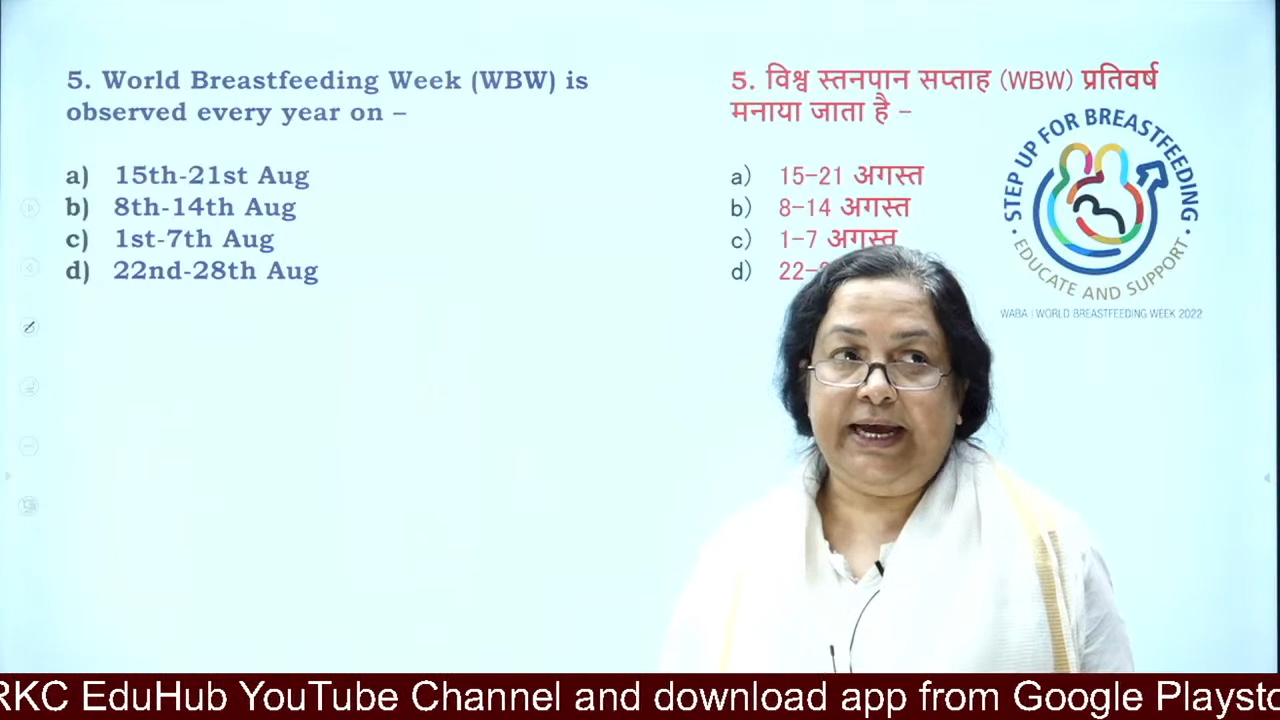 5. World Breastfeeding Week (WBW) is
observed every year on –
a) 15th-21st Aug
b) 8th-14th Aug
c) 1st-7th Aug
d) 22nd-28th Aug
5. विश्व स्तनपान सप्ताह (WBW) प्रतिवर्ष
मनाया जाता है -
a) 15-21 अगस्त
b) 8-14 अगस्त
c) 1-7 अगस्त
d) 22-
· STEP UP FOR BREASTFEEDING ·
EDUCATE AND SUPPORT
WABA | WORLD BREASTFEEDING WEEK 2022
RKC EduHub YouTube Channel and download app from Google Playsto